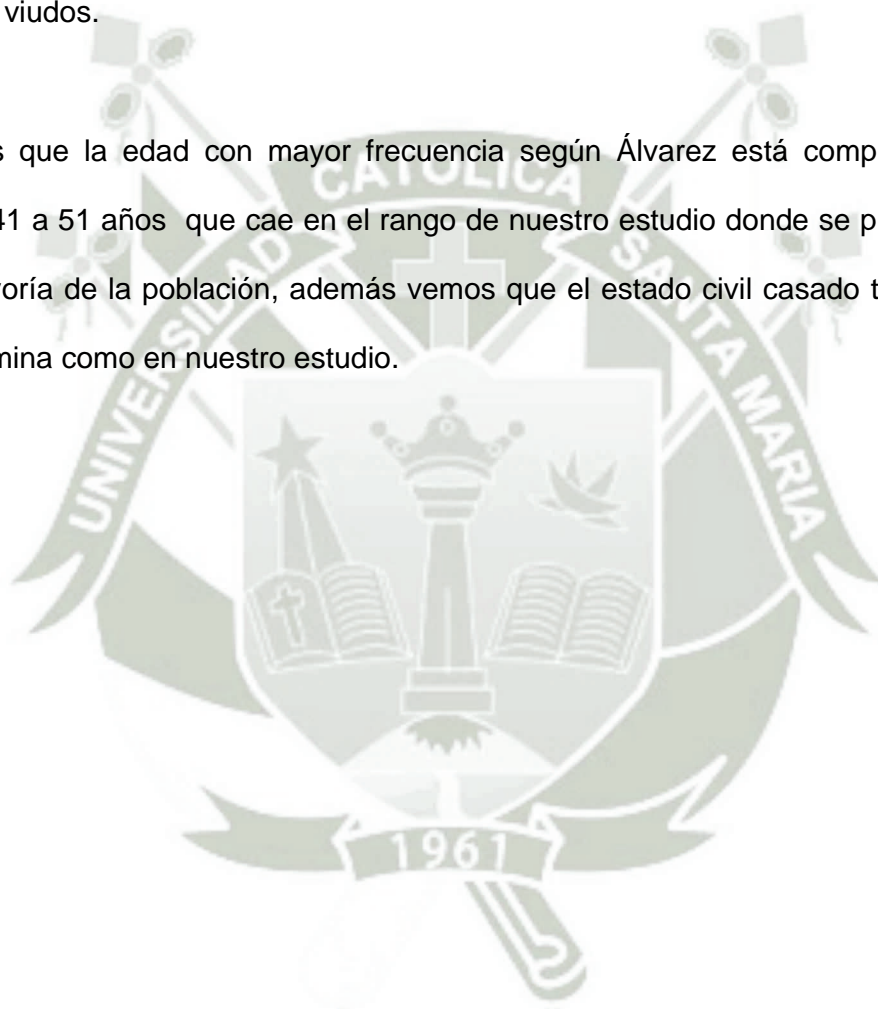 viudos.
s que la edad con mayor frecuencia según Álvarez está comp
41 a 51 años que cae en el rango de nuestro estudio donde se p
oría de la población, además vemos que el estado civil casado t
mina como en nuestro estudio.
UNIVERSIDAD CATOLICA SANTA MARIA
1961